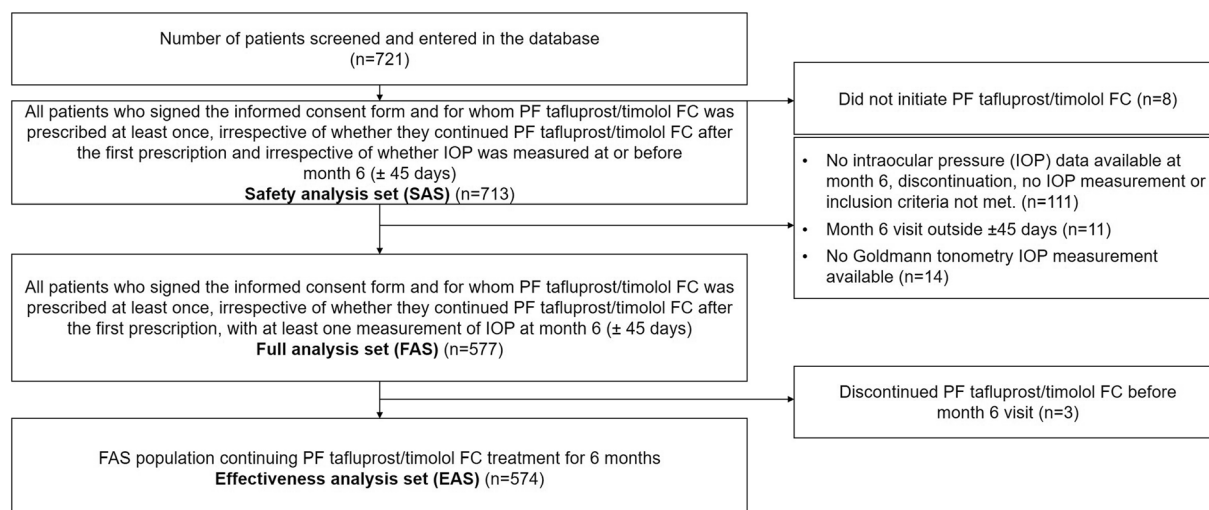 Number of patients screened and entered in the database
(n=721)
All patients who signed the informed consent form and for whom PF tafluprost/timolol FC was
prescribed at least once, irrespective of whether they continued PF tafluprost/timolol FC after
the first prescription and irrespective of whether IOP was measured at or before
month 6 (± 45 days)
Safety analysis set (SAS) (n=713)
Did not initiate PF tafluprost/timolol FC (n=8)
• No intraocular pressure (IOP) data available at
month 6, discontinuation, no IOP measurement or
inclusion criteria not met. (n=111)
• Month 6 visit outside ±45 days (n=11)
• No Goldmann tonometry IOP measurement
available (n=14)
All patients who signed the informed consent form and for whom PF tafluprost/timolol FC was
prescribed at least once, irrespective of whether they continued PF tafluprost/timolol FC after
the first prescription, with at least one measurement of IOP at month 6 (± 45 days)
Full analysis set (FAS) (n=577)
Discontinued PF tafluprost/timolol FC before
month 6 visit (n=3)
FAS population continuing PF tafluprost/timolol FC treatment for 6 months
Effectiveness analysis set (EAS) (n=574)